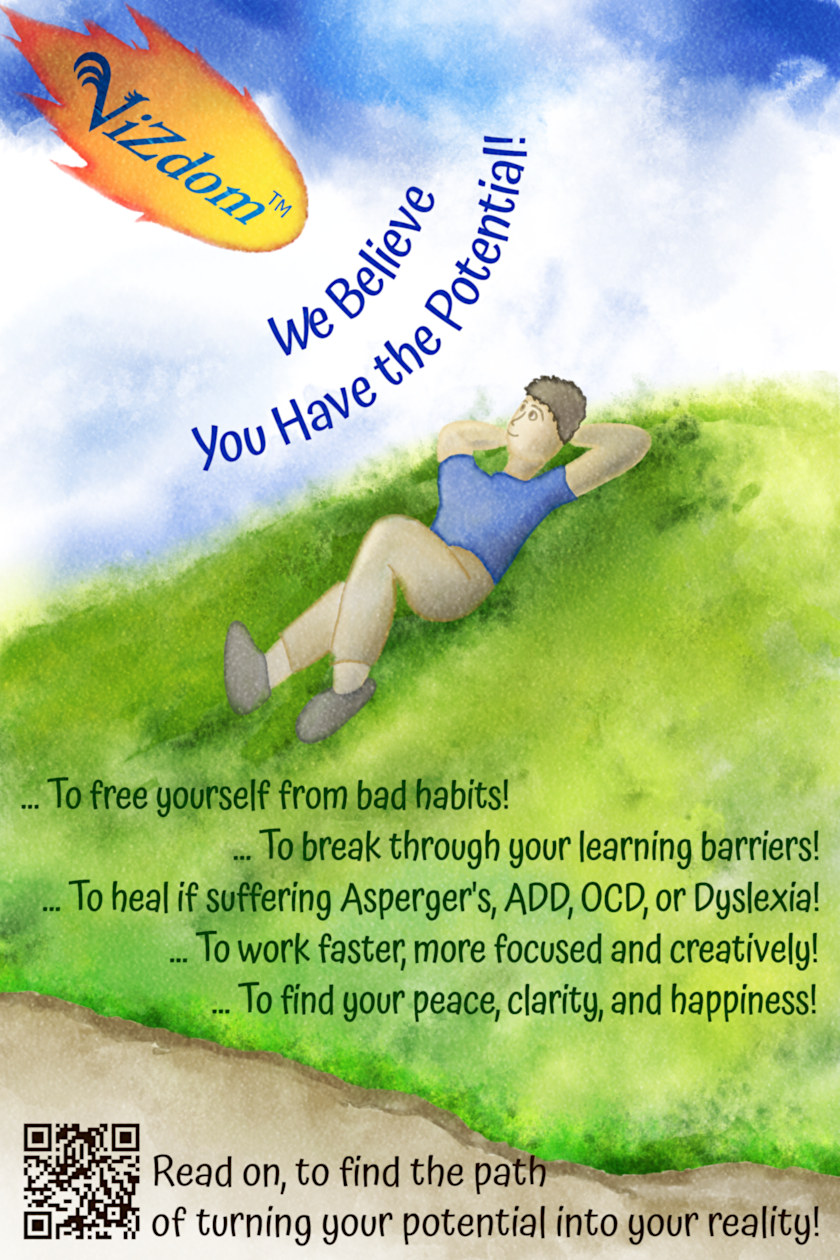 ViZdom™
We Believe
You Have the Potential!
... To free yourself from bad habits!
... To break through your learning barriers!
... To heal if suffering Asperger's, ADD, OCD, or Dyslexia!
... To work faster, more focused and creatively!
... To find your peace, clarity, and happiness!
Read on, to find the path
of turning your potential into your reality!